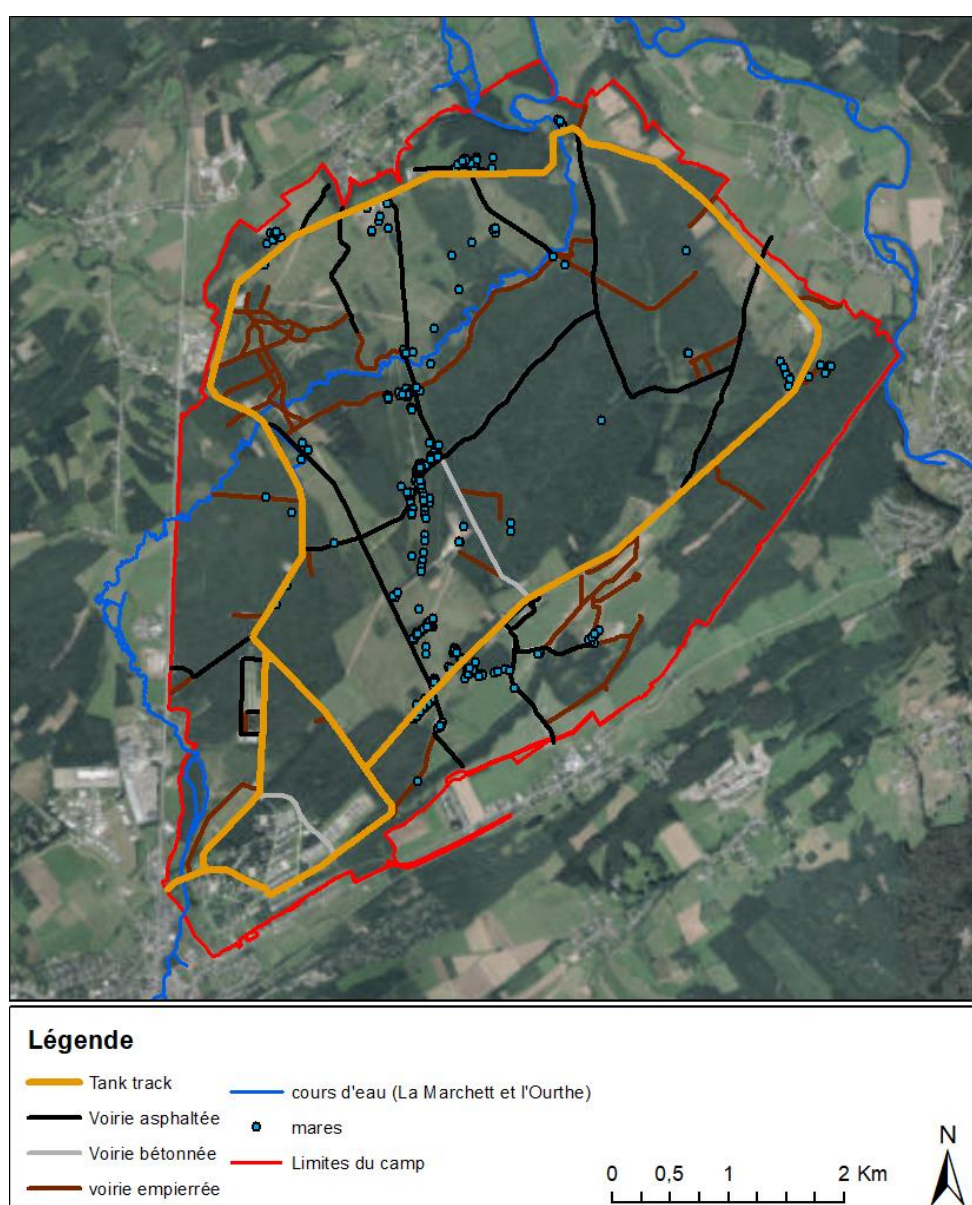 Légende
Tank track
Voirie asphaltée
Voirie bétonnée
voirie empierrée
cours d'eau (La Marchett et l'Ourthe)
mares
Limites du camp
0 0,5 1 2 Km
N